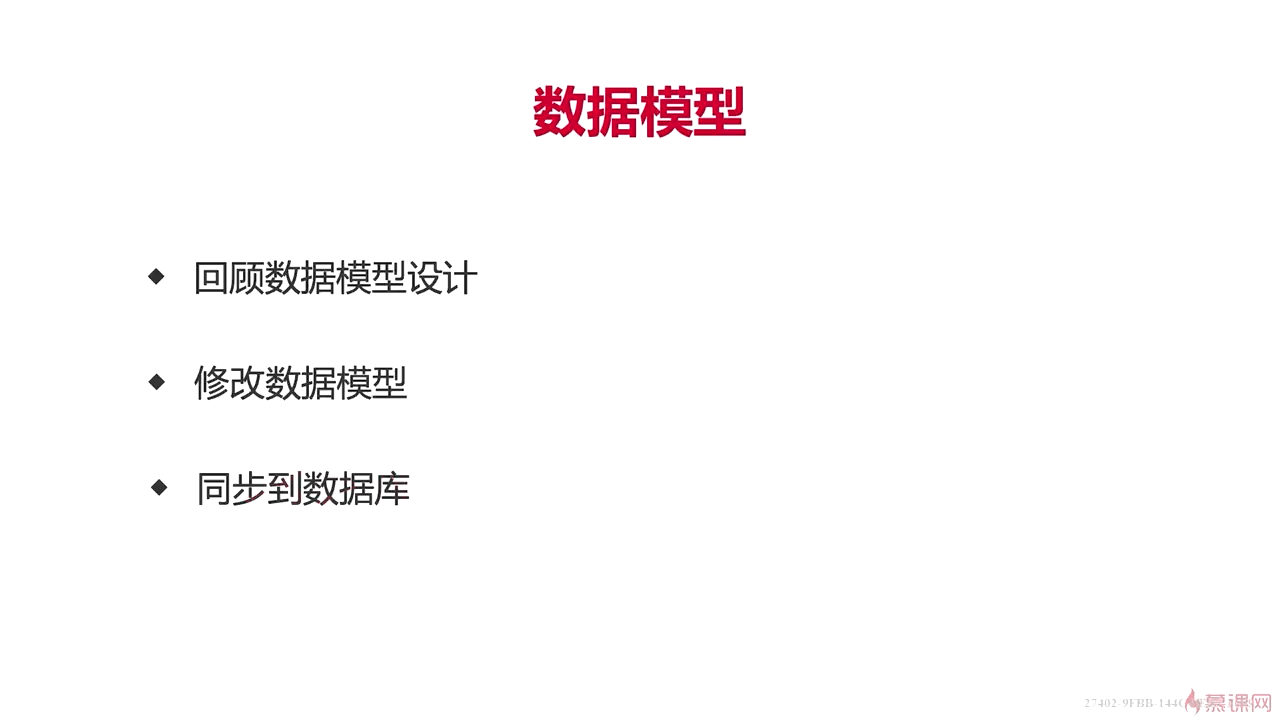 数据模型
回顾数据模型设计
修改数据模型
同步到数据库
慕课网